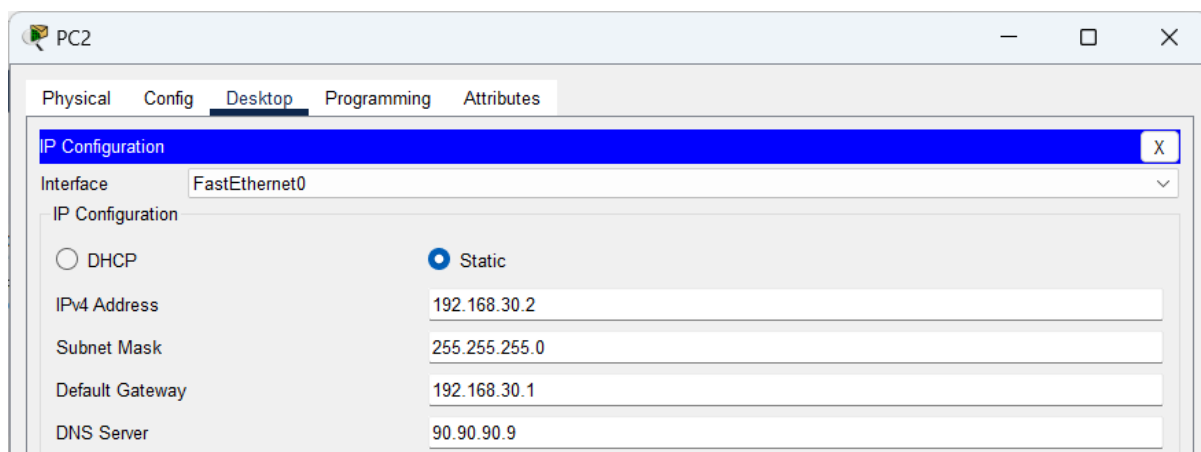 PC2
Physical Config Desktop Programming Attributes
IP Configuration X
Interface FastEthernet0
IP Configuration
DHCP Static
IPv4 Address 192.168.30.2
Subnet Mask 255.255.255.0
Default Gateway 192.168.30.1
DNS Server 90.90.90.9